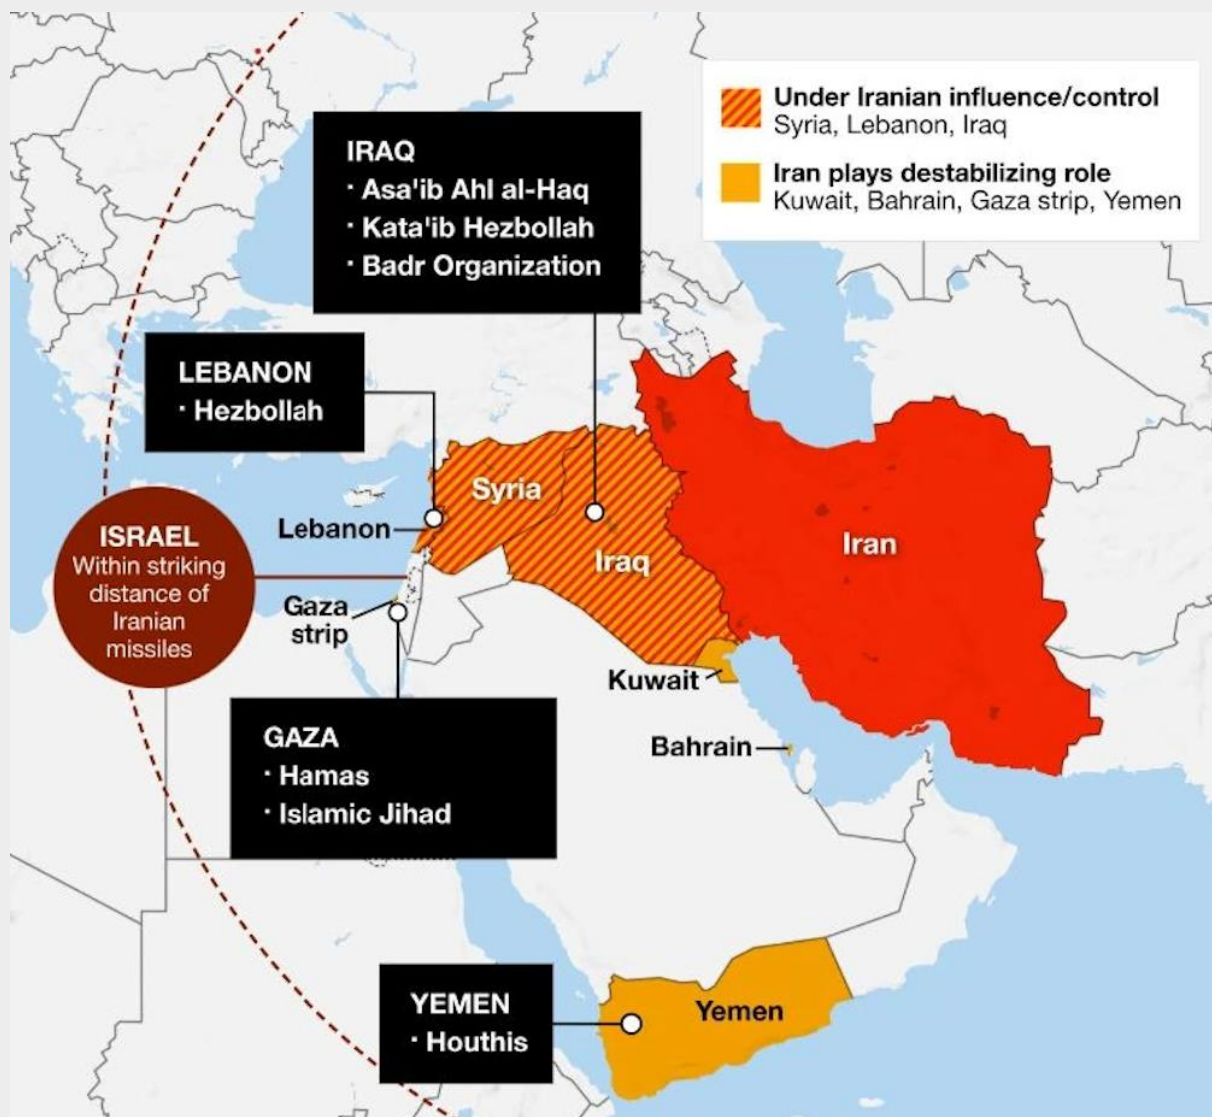 Under Iranian influence/control
Syria, Lebanon, Iraq
Iran plays destabilizing role
Kuwait, Bahrain, Gaza strip, Yemen
IRAQ
· Asa'ib Ahl al-Haq
· Kata'ib Hezbollah
· Badr Organization
LEBANON
· Hezbollah
Syria
Lebanon
Iraq
Iran
ISRAEL
Within striking
distance of
Iranian
missiles
Gaza
strip
Kuwait
Bahrain
GAZA
· Hamas
· Islamic Jihad
YEMEN
· Houthis
Yemen